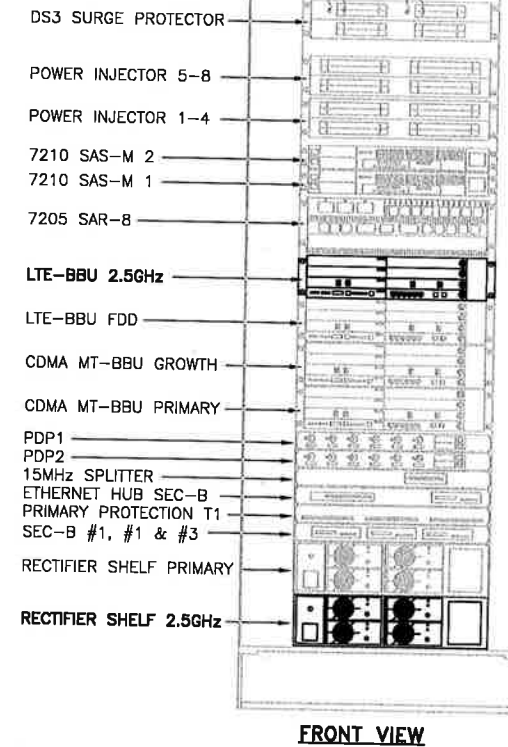 DS3 SURGE PROTECTOR
POWER INJECTOR 5-8
POWER INJECTOR 1-4
7210 SAS-M 2
7210 SAS-M 1
7205 SAR-8
LTE-BBU 2.5GHz
LTE-BBU FDD
CDMA MT-BBU GROWTH
CDMA MT-BBU PRIMARY
PDP1
PDP2
15MHz SPLITTER
ETHERNET HUB SEC-B
PRIMARY PROTECTION T1
SEC-B #1, #1 & #3
RECTIFIER SHELF PRIMARY
RECTIFIER SHELF 2.5GHz
FRONT VIEW